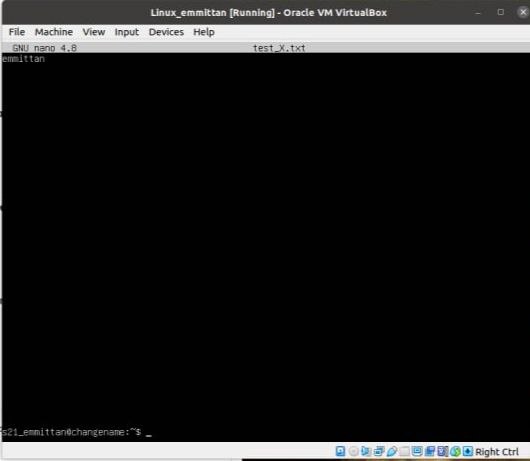 Linux_emmittan [Running] - Oracle VM VirtualBox
File Machine View Input Devices Help
GNU nano 4.8 test_X.txt
emmittan
s21_emmittan@changename:~$ _
Right Ctrl